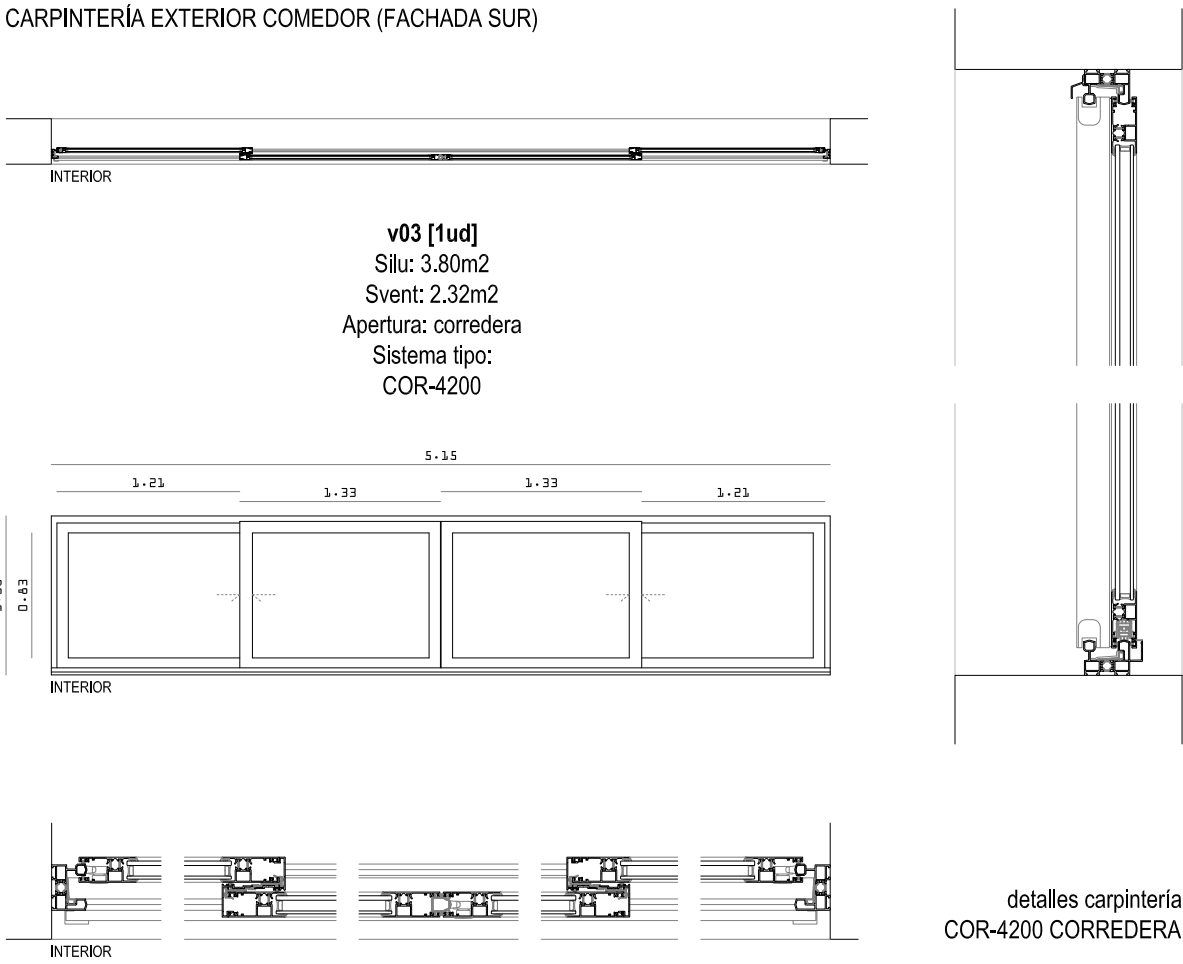 CARPINTERÍA EXTERIOR COMEDOR (FACHADA SUR)
INTERIOR
v03 [1ud]
Silu: 3.80m2
Svent: 2.32m2
Apertura: corredera
Sistema tipo:
COR-4200
5.15
1.21
1.33
1.33
1.21
0.83
INTERIOR
INTERIOR
detalles carpintería
COR-4200 CORREDERA